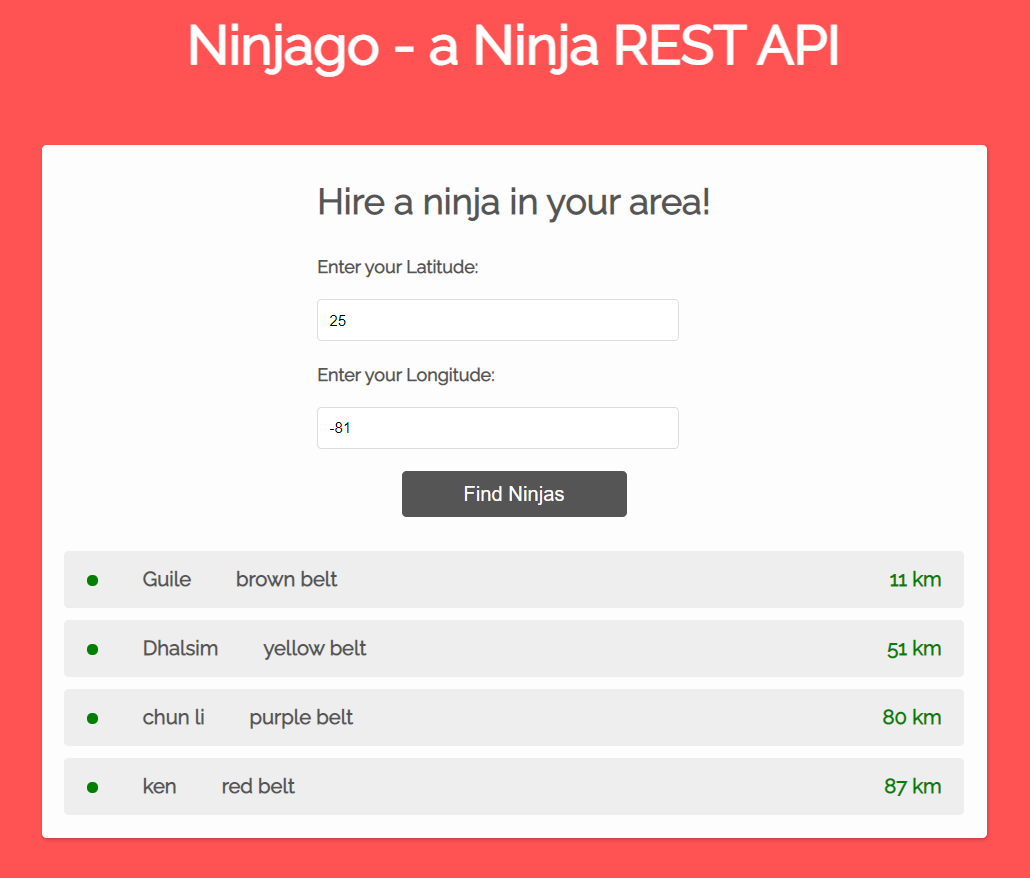 Ninjago - a Ninja REST API
Hire a ninja in your area!
Enter your Latitude:
25
Enter your Longitude:
-81
Find Ninjas
Guile brown belt 11 km
Dhalsim yellow belt 51 km
chun li purple belt 80 km
ken red belt 87 km